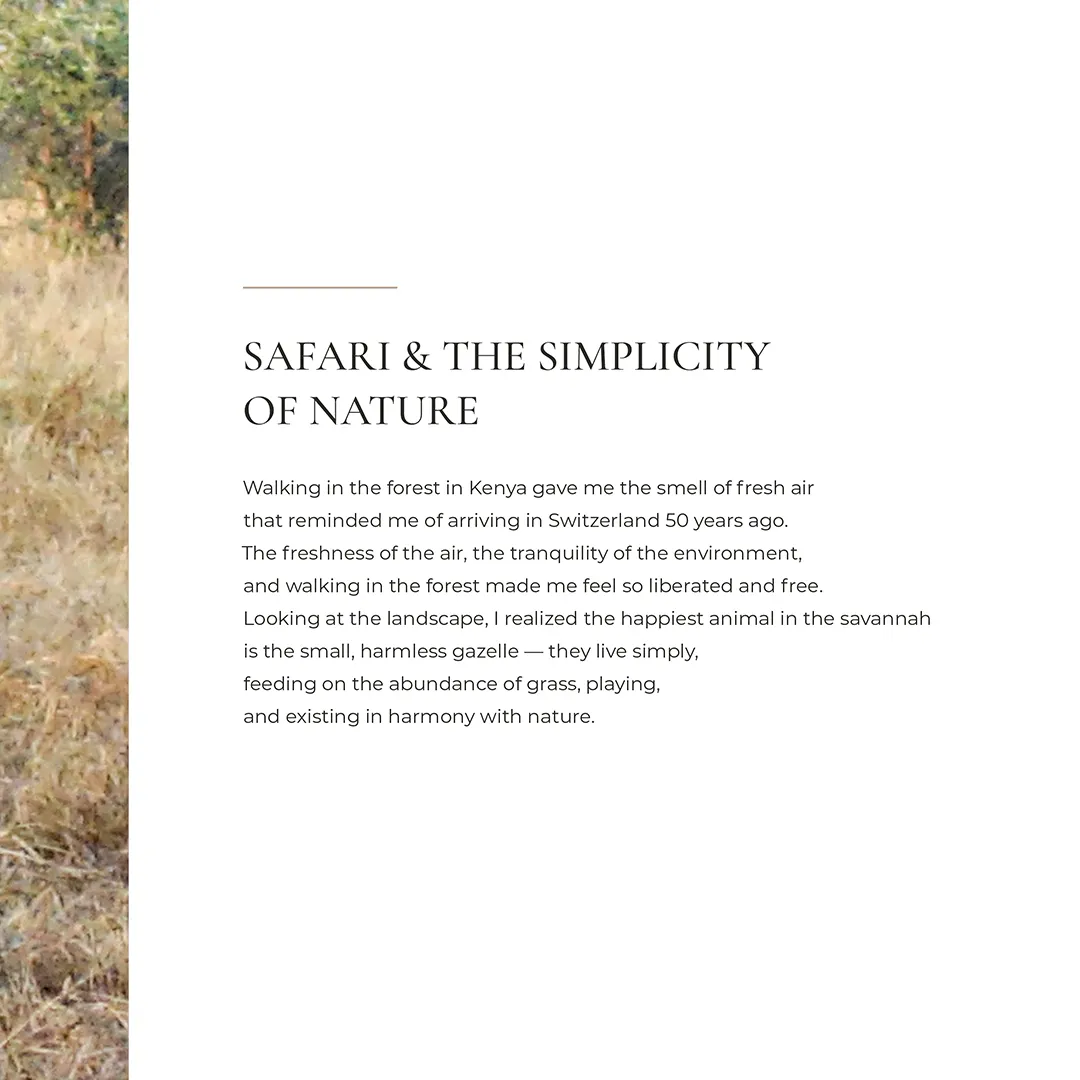 SAFARI & THE SIMPLICITY
OF NATURE
Walking in the forest in Kenya gave me the smell of fresh air
that reminded me of arriving in Switzerland 50 years ago.
The freshness of the air, the tranquility of the environment,
and walking in the forest made me feel so liberated and free.
Looking at the landscape, I realized the happiest animal in the savannah
is the small, harmless gazelle — they live simply,
feeding on the abundance of grass, playing,
and existing in harmony with nature.